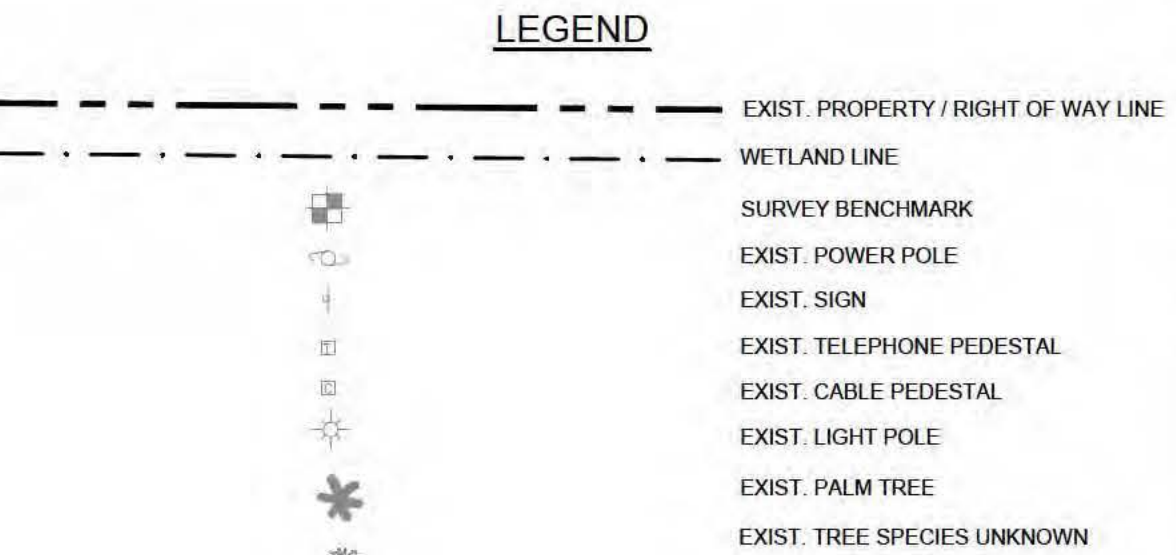 LEGEND
EXIST. PROPERTY / RIGHT OF WAY LINE
WETLAND LINE
SURVEY BENCHMARK
EXIST. POWER POLE
EXIST. SIGN
T EXIST. TELEPHONE PEDESTAL
C EXIST. CABLE PEDESTAL
EXIST. LIGHT POLE
EXIST. PALM TREE
EXIST. TREE SPECIES UNKNOWN